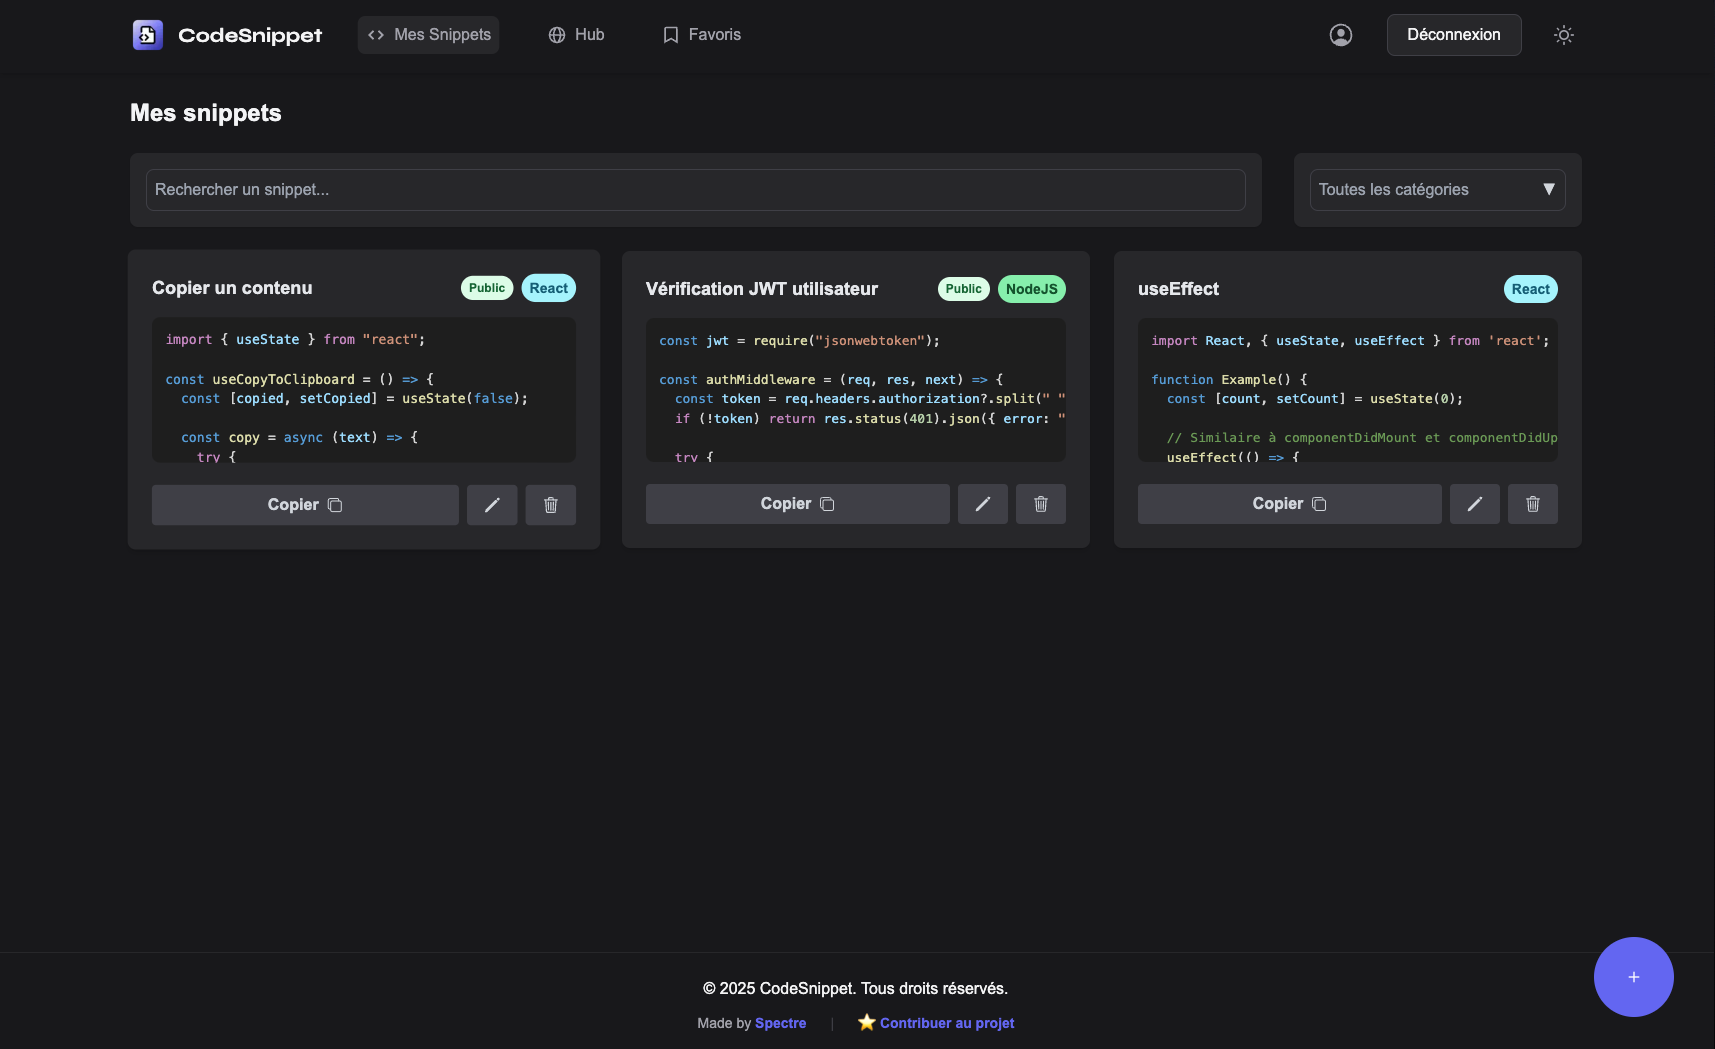 CodeSnippet
Mes Snippets
Hub
Favoris
Déconnexion
Mes snippets
Rechercher un snippet...
Toutes les catégories
Copier un contenu
Public
React
import { useState } from "react";
const useCopyToClipboard = () => {
const [copied, setCopied] = useState(false);
const copy = async (text) => {
try {
Copier
Vérification JWT utilisateur
Public
NodeJS
const jwt = require("jsonwebtoken");
const authMiddleware = (req, res, next) => {
const token = req.headers.authorization?.split(" "
if (!token) return res.status(401).json({ error: "
try {
Copier
useEffect
React
import React, { useState, useEffect } from 'react';
function Example() {
const [count, setCount] = useState(0);
// Similaire à componentDidMount et componentDidUp
useEffect(() => {
Copier
+
© 2025 CodeSnippet. Tous droits réservés.
Made by Spectre | ⭐ Contribuer au projet